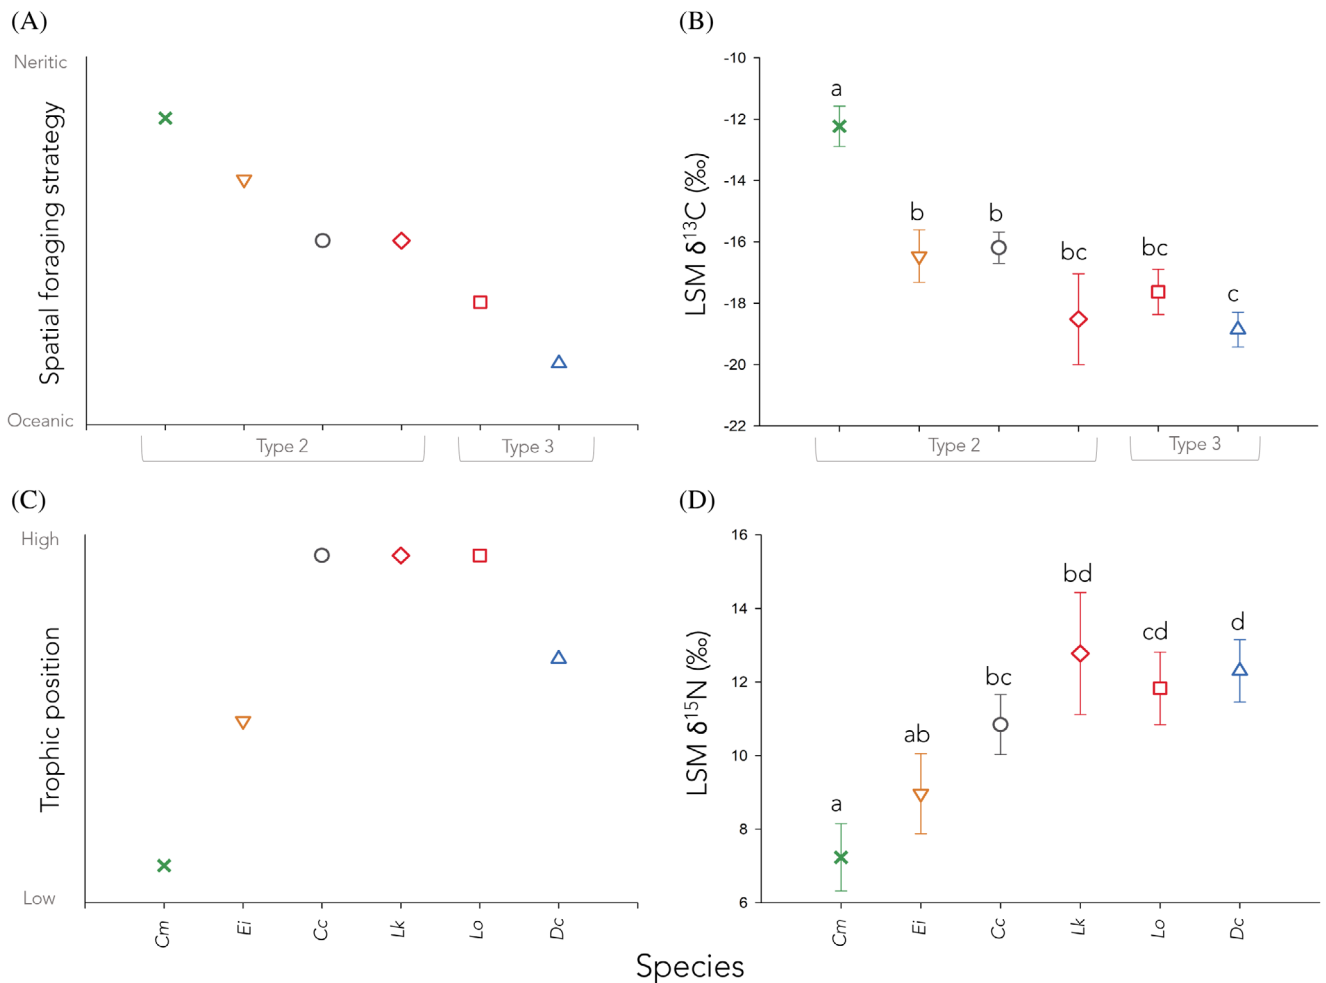 (A)
Neritic
Spatial foraging strategy
Oceanic
Type 2
Type 3
(B)
-10
-12
-14
-16
-18
-20
-22
LSM δ13C (‰)
a
b
b
bc
bc
c
Type 2
Type 3
(C)
High
Trophic position
Low
Cm
Ei
Cc
Lk
Lo
Dc
(D)
16
14
12
10
8
6
LSM δ15N (‰)
a
ab
bc
bd
cd
d
Cm
Ei
Cc
Lk
Lo
Dc
Species